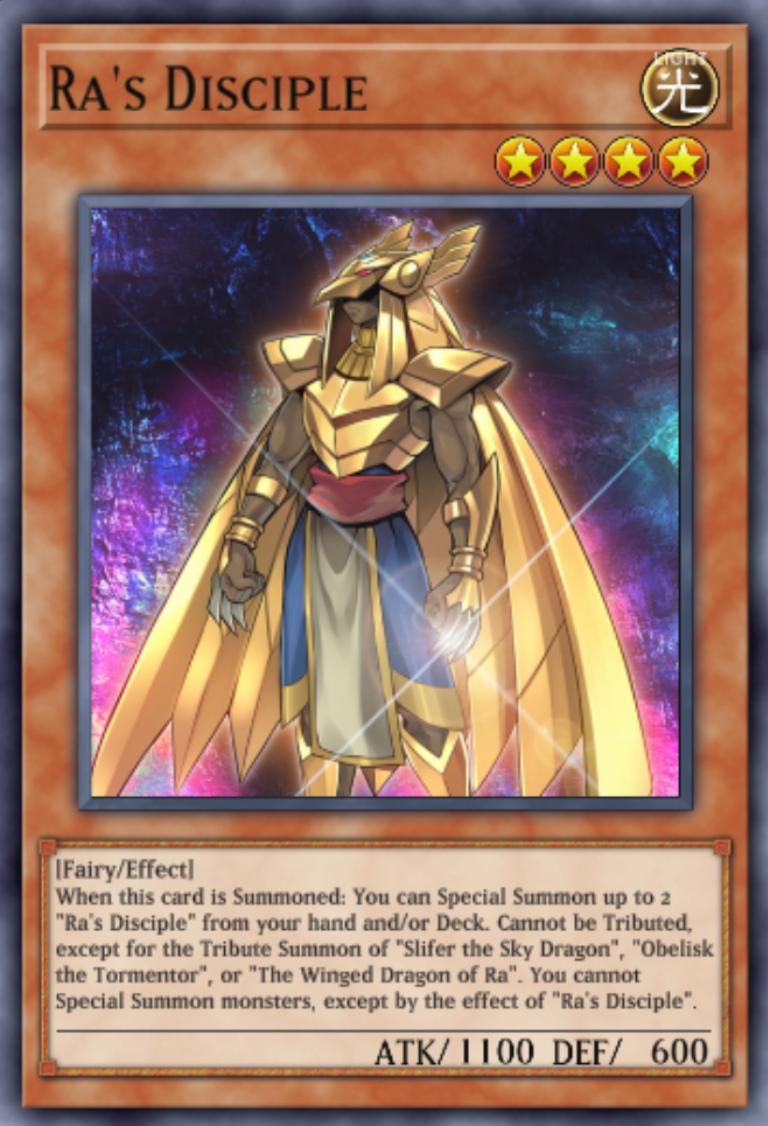 Ra's Disciple
LIGHT
光
[Fairy/Effect]
When this card is Summoned: You can Special Summon up to 2
"Ra's Disciple" from your hand and/or Deck. Cannot be Tributed,
except for the Tribute Summon of "Slifer the Sky Dragon", "Obelisk
the Tormentor", or "The Winged Dragon of Ra". You cannot
Special Summon monsters, except by the effect of "Ra's Disciple".
ATK/ 1100 DEF/ 600